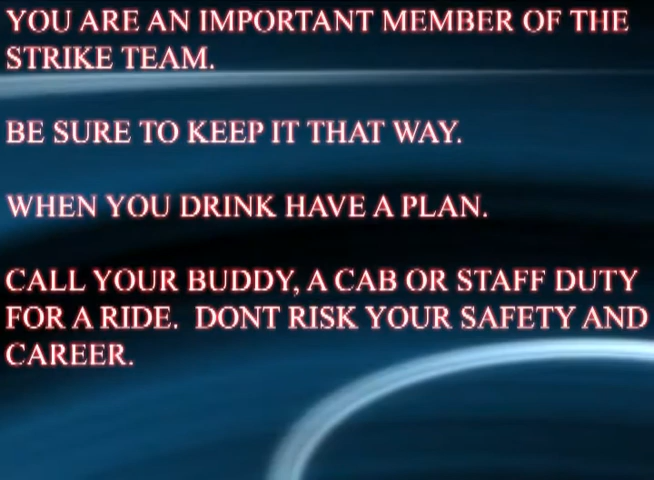 YOU ARE AN IMPORTANT MEMBER OF THE
STRIKE TEAM.
BE SURE TO KEEP IT THAT WAY.
WHEN YOU DRINK HAVE A PLAN.
CALL YOUR BUDDY, A CAB OR STAFF DUTY
FOR A RIDE.  DONT RISK YOUR SAFETY AND
CAREER.